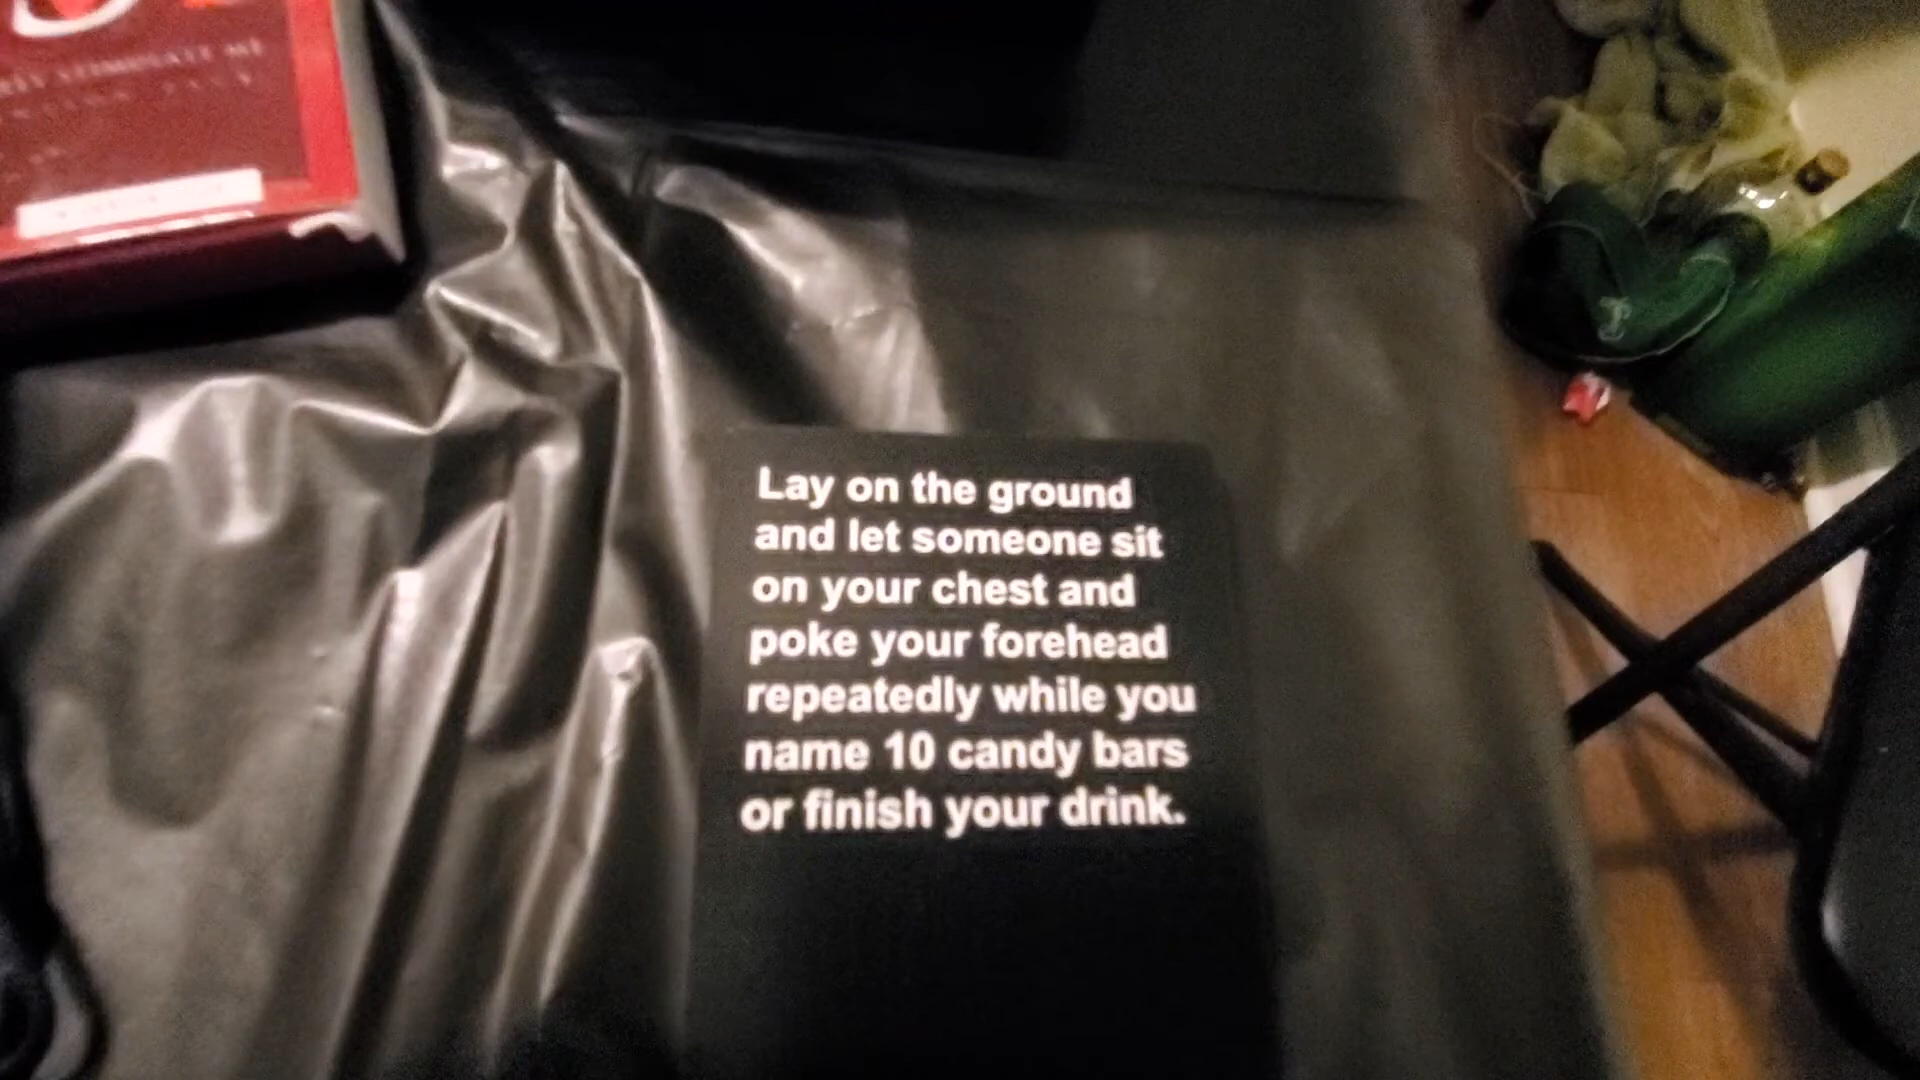 Lay on the ground
and let someone sit
on your chest and
poke your forehead
repeatedly while you
name 10 candy bars
or finish your drink.